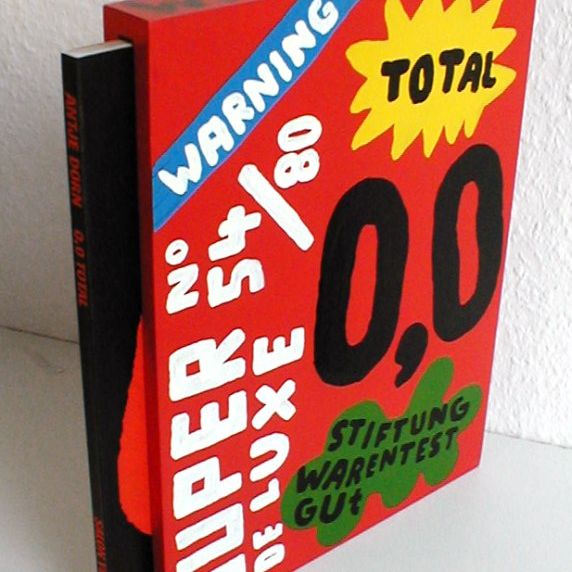 WARNING
TOTAL
0,0
No 54/80
SUPER
DE LUXE
STIFTUNG
WARENTEST
GUt
ANTJE DORN 0,0 TOTAL